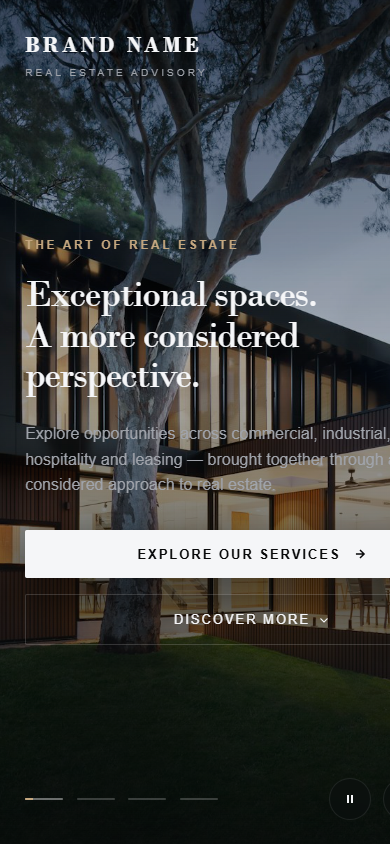 BRAND NAME
REAL ESTATE ADVISORY
THE ART OF REAL ESTATE
Exceptional spaces.
A more considered
perspective.
Explore opportunities across commercial, industrial,
hospitality and leasing — brought together through a
considered approach to real estate.
EXPLORE OUR SERVICES →
DISCOVER MORE